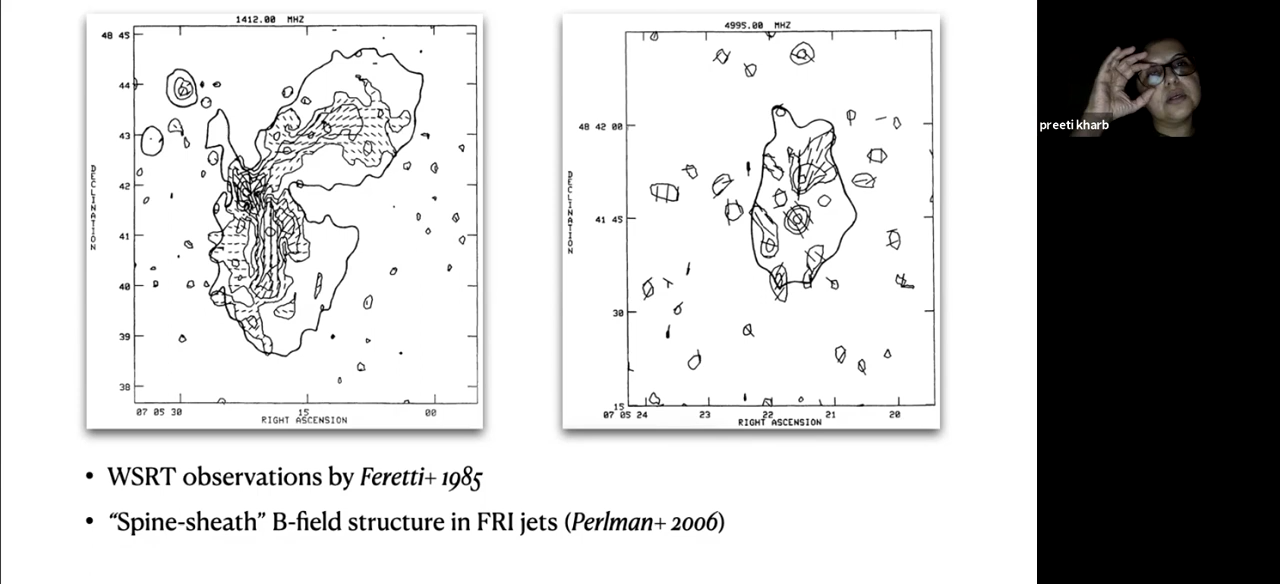 1412.00 MHZ
48 45
44
43
42
41
40
39
38
DECLINATION
07 05 30
15
00
RIGHT ASCENSION
4995.00 MHZ
48 42 00
41 45
30
15
DECLINATION
07 05 24
23
22
21
20
RIGHT ASCENSION
• WSRT observations by Feretti+ 1985
• “Spine-sheath” B-field structure in FRI jets (Perlman+ 2006)
preeti kharb